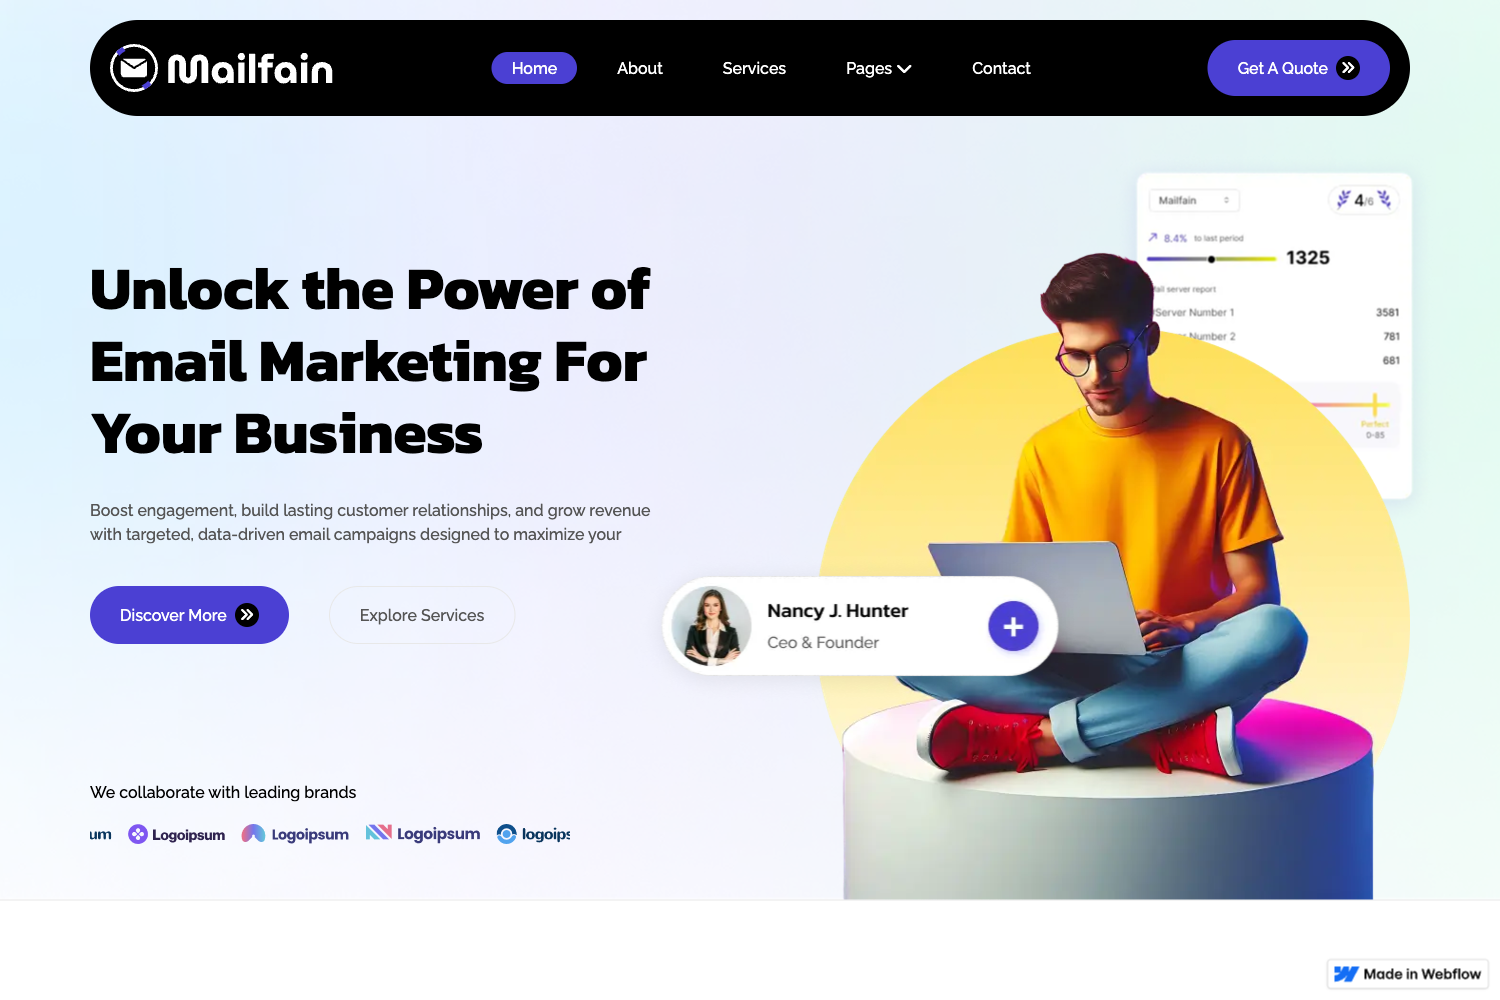 Mailfain
Home
About
Services
Pages
Contact
Get A Quote
Mailfain
4/6
8.4% to last period
1325
Mail server report
Server Number 1 3581
Server Number 2 781
681
Perfect
0-85
Unlock the Power of
Email Marketing For
Your Business
Boost engagement, build lasting customer relationships, and grow revenue
with targeted, data-driven email campaigns designed to maximize your
Discover More
Explore Services
Nancy J. Hunter
Ceo & Founder
We collaborate with leading brands
um
Logoipsum
Logoipsum
Logoipsum
logoips
Made in Webflow